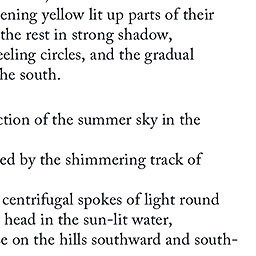 ening yellow lit up parts of their
the rest in strong shadow,
eeling circles, and the gradual
he south.
ction of the summer sky in the
ed by the shimmering track of
centrifugal spokes of light round
head in the sun-lit water,
e on the hills southward and south-